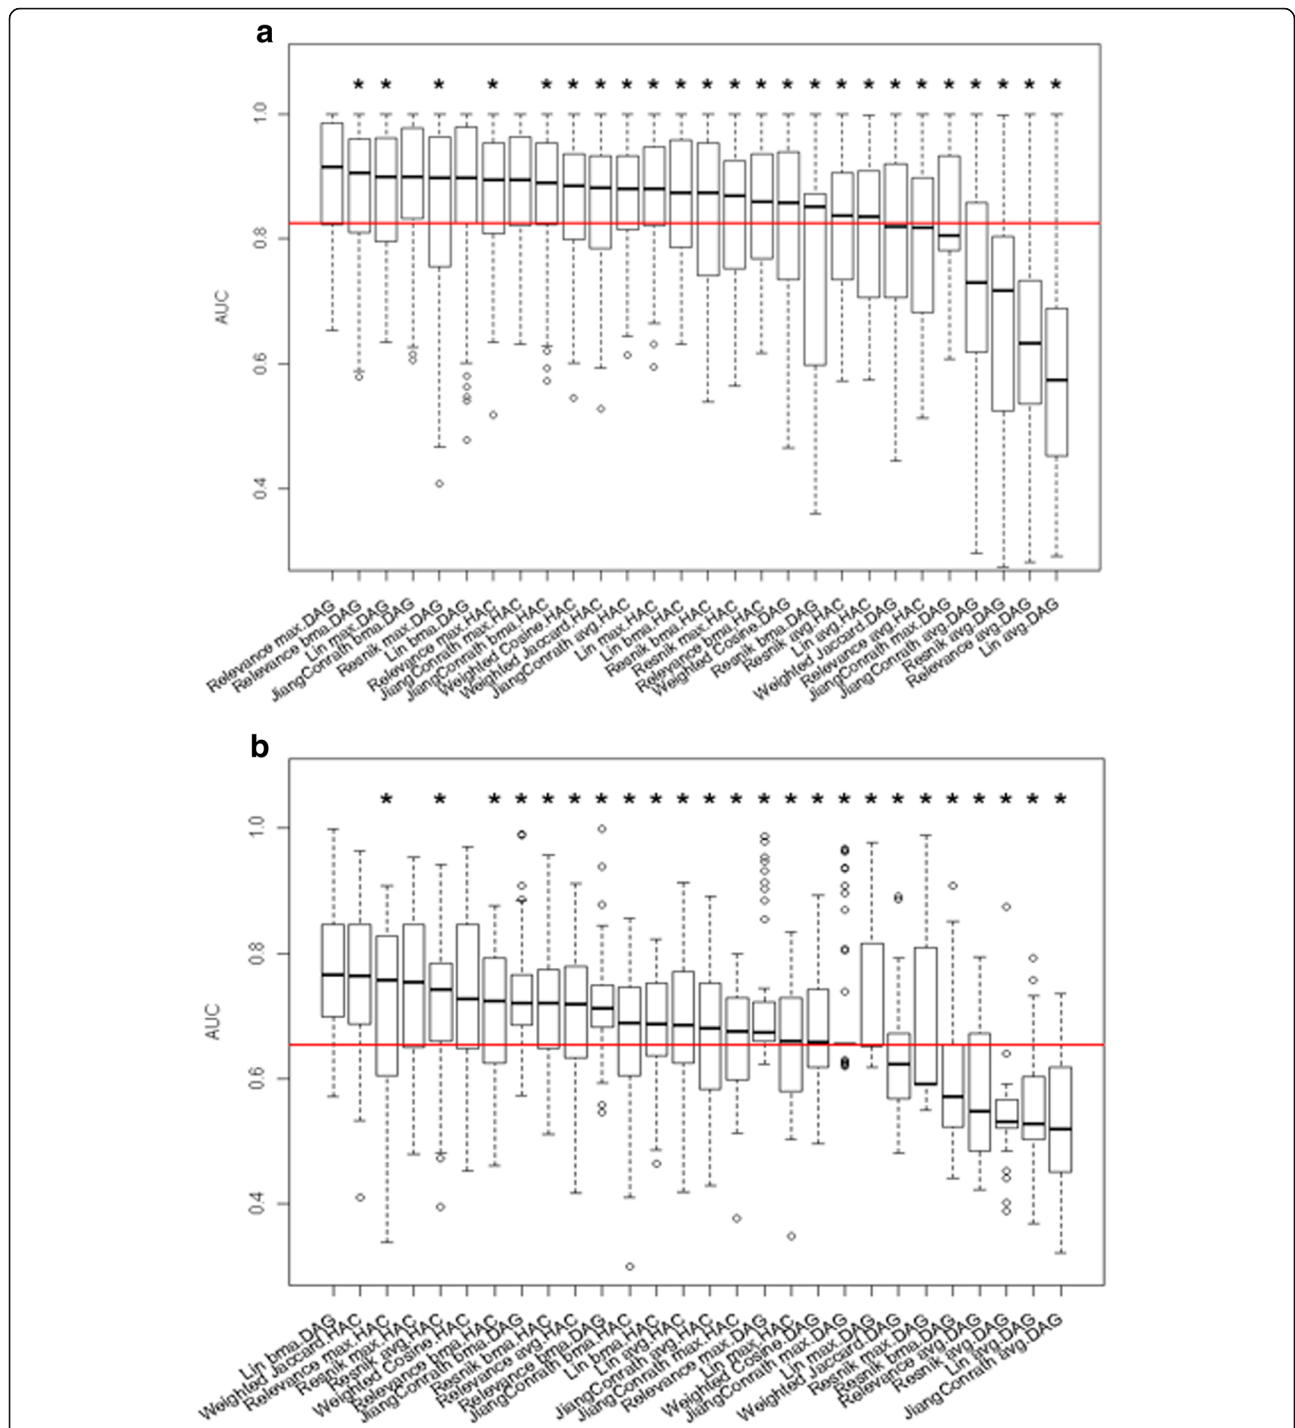 a
1.0
0.8
0.6
0.4
AUC
Relevance max.DAG
Relevance bma.DAG
Lin max.DAG
JiangConrath bma.DAG
Resnik max.DAG
Lin bma.DAG
Relevance max.HAC
JiangConrath max.HAC
JiangConrath bma.HAC
Weighted Cosine.HAC
Weighted Jaccard.HAC
JiangConrath avg.HAC
Lin max.HAC
Lin bma.HAC
Resnik bma.HAC
Resnik max.HAC
Relevance bma.HAC
Weighted Cosine.DAG
Resnik bma.DAG
Resnik avg.HAC
Lin avg.HAC
Weighted Jaccard.DAG
Relevance avg.HAC
JiangConrath max.DAG
JiangConrath avg.DAG
Resnik avg.DAG
Relevance avg.DAG
Lin avg.DAG
b
1.0
0.8
0.6
0.4
AUC
Lin bma.DAG
Weighted Jaccard.HAC
Relevance max.HAC
Resnik max.HAC
Resnik avg.HAC
Weighted Cosine.HAC
Relevance bma.HAC
JiangConrath bma.DAG
Resnik bma.HAC
Relevance avg.HAC
Relevance bma.DAG
JiangConrath bma.HAC
Lin bma.HAC
Lin avg.HAC
JiangConrath avg.HAC
JiangConrath max.HAC
Relevance max.DAG
Lin max.HAC
Weighted Cosine.DAG
JiangConrath max.DAG
Lin max.DAG
Weighted Jaccard.DAG
Resnik max.DAG
Resnik bma.DAG
Relevance avg.DAG
Resnik avg.DAG
Lin avg.DAG
JiangConrath avg.DAG